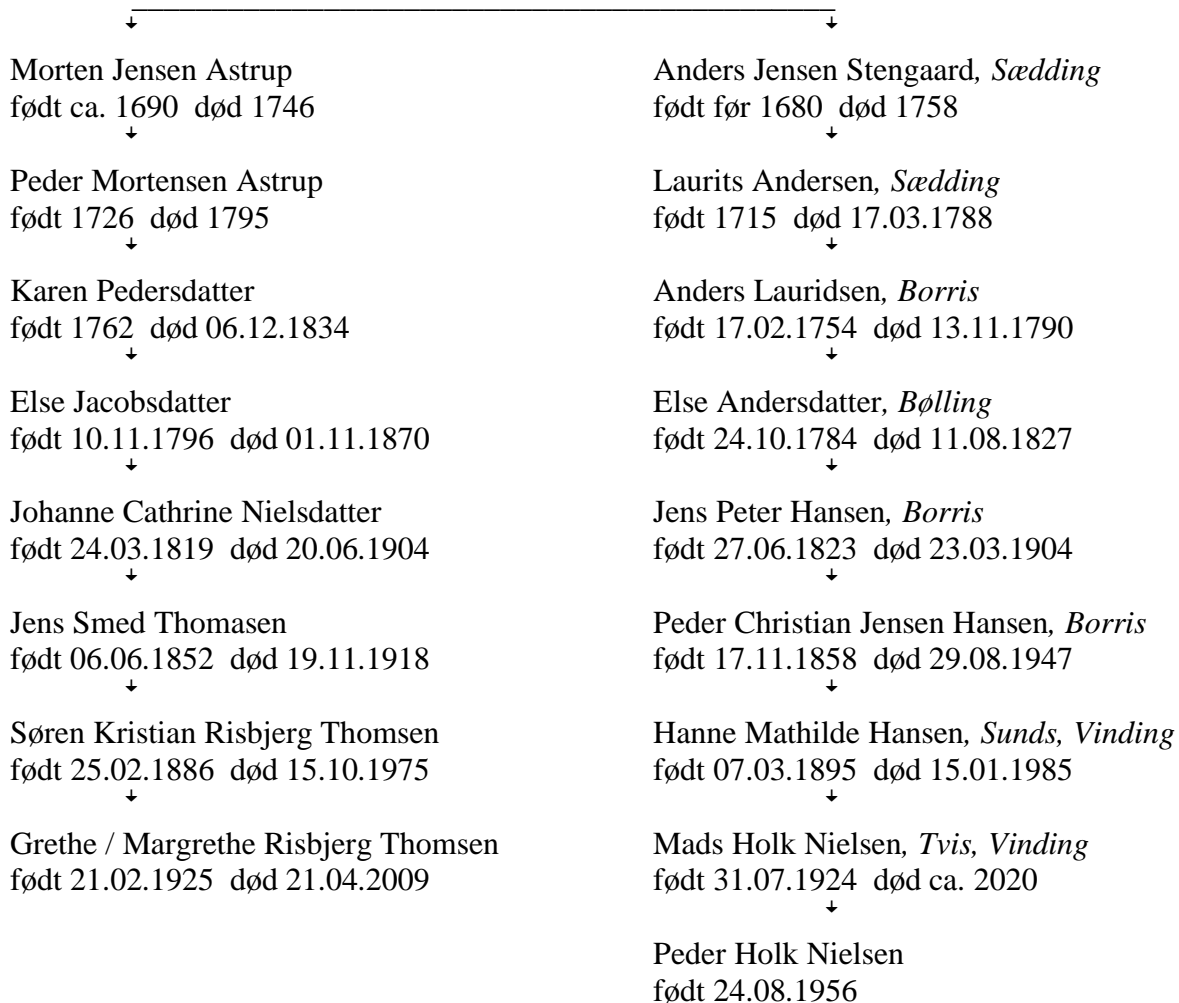 Morten Jensen Astrup
født ca. 1690 død 1746
Peder Mortensen Astrup
født 1726 død 1795
Karen Pedersdatter
født 1762 død 06.12.1834
Else Jacobsdatter
født 10.11.1796 død 01.11.1870
Johanne Cathrine Nielsdatter
født 24.03.1819 død 20.06.1904
Jens Smed Thomasen
født 06.06.1852 død 19.11.1918
Søren Kristian Risbjerg Thomsen
født 25.02.1886 død 15.10.1975
Grethe / Margrethe Risbjerg Thomsen
født 21.02.1925 død 21.04.2009
Anders Jensen Stengaard, Sædding
født før 1680 død 1758
Laurits Andersen, Sædding
født 1715 død 17.03.1788
Anders Lauridsen, Borris
født 17.02.1754 død 13.11.1790
Else Andersdatter, Bølling
født 24.10.1784 død 11.08.1827
Jens Peter Hansen, Borris
født 27.06.1823 død 23.03.1904
Peder Christian Jensen Hansen, Borris
født 17.11.1858 død 29.08.1947
Hanne Mathilde Hansen, Sunds, Vinding
født 07.03.1895 død 15.01.1985
Mads Holk Nielsen, Tvis, Vinding
født 31.07.1924 død ca. 2020
Peder Holk Nielsen
født 24.08.1956